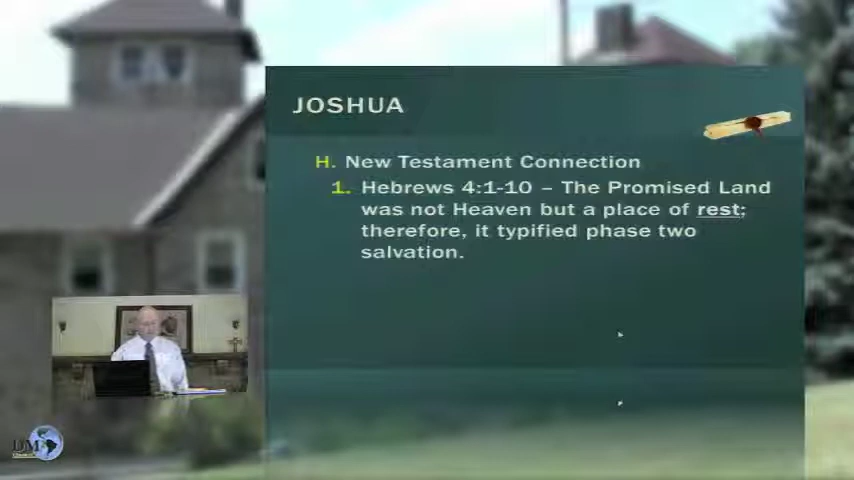 JOSHUA
H. New Testament Connection
1. Hebrews 4:1-10 – The Promised Land
was not Heaven but a place of rest;
therefore, it typified phase two
salvation.
DM